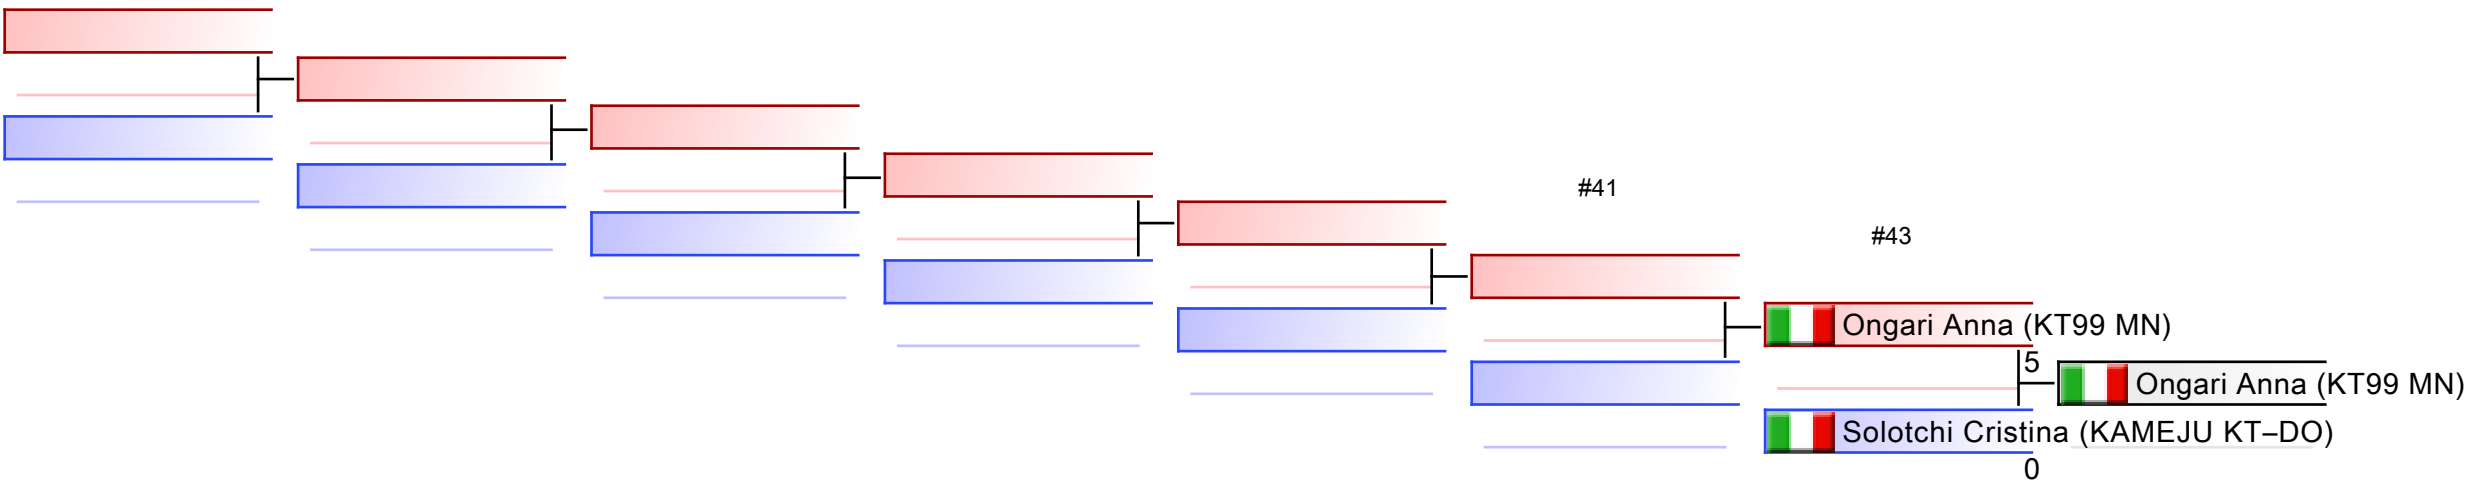 #41
#43
Ongari Anna (KT99 MN)
5
Ongari Anna (KT99 MN)
Solotchi Cristina (KAMEJU KT–DO)
0